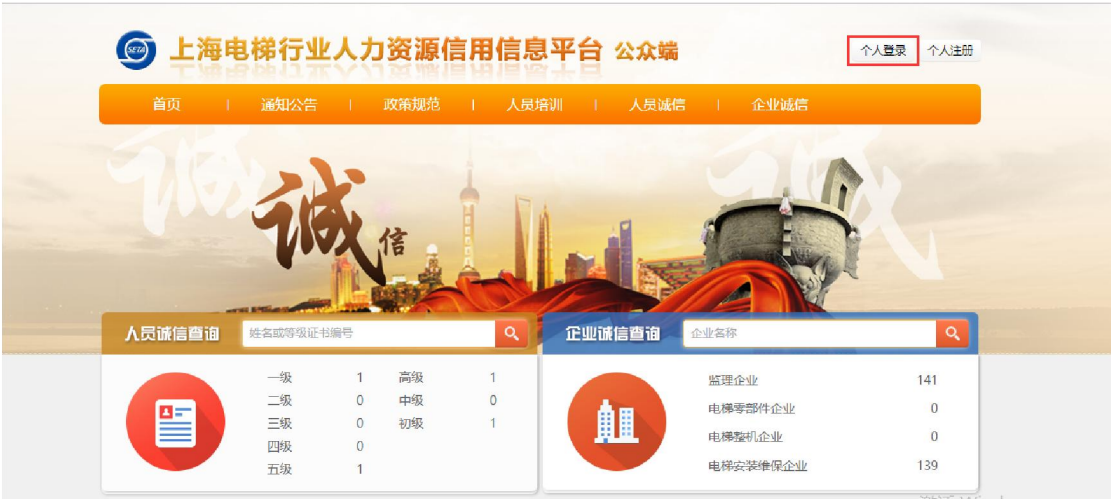 SETA 上海电梯行业人力资源信用信息平台 公众端 个人登录 个人注册
首页 | 通知公告 | 政策规范 | 人员培训 | 人员诚信 | 企业诚信
诚 诚
诚信
人员诚信查询 姓名或等级证书编号
企业诚信查询 企业名称
一级 1 高级 1
二级 0 中级 0
三级 0 初级 1
四级 0
五级 1
监理企业 141
电梯零部件企业 0
电梯整机企业 0
电梯安装维保企业 139